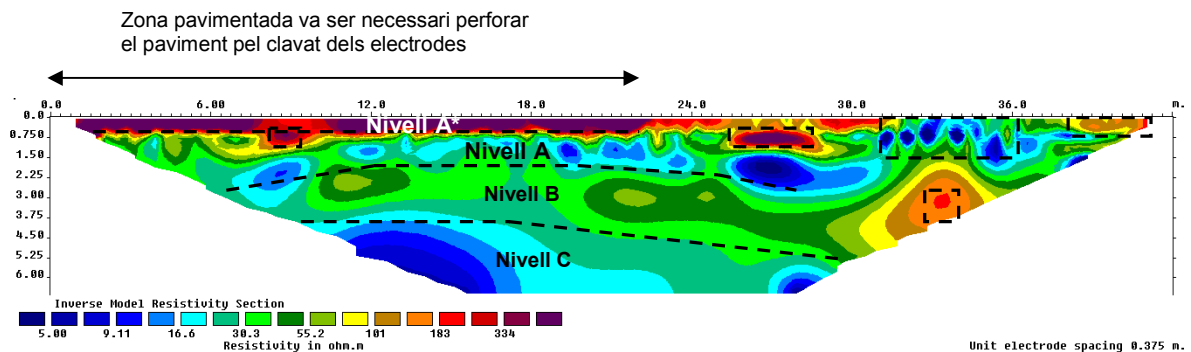 Zona pavimentada va ser necessari perforar
el paviment pel clavat dels electrodes
0.0 6.00 12.0 18.0 24.0 30.0 36.0 m.
Nivell A*
0.750
1.50
Nivell A
2.25
3.00
Nivell B
3.75
4.50
5.25
Nivell C
6.00
Inverse Model Resistivity Section
5.00 9.11 16.6 30.3 55.2 101 183 334
Resistivity in ohm.m
Unit electrode spacing 0.375 m.